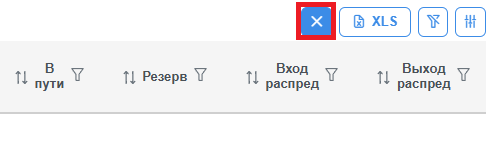 XLS
В
пути
Резерв
Вход
распред
Выход
распред